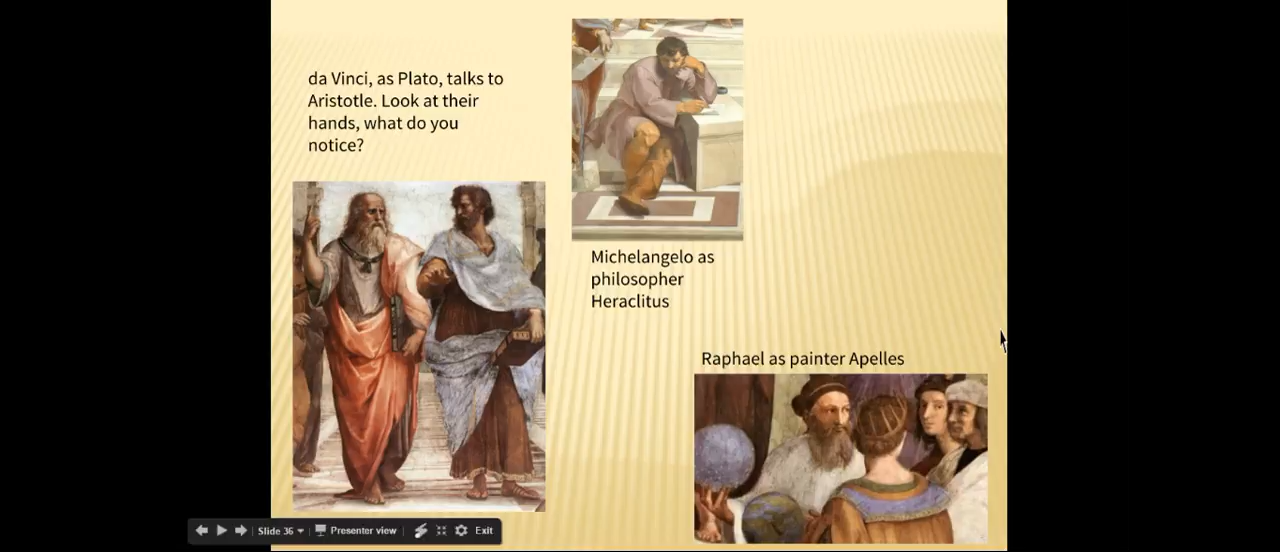 da Vinci, as Plato, talks to
Aristotle. Look at their
hands, what do you
notice?
Michelangelo as
philosopher
Heraclitus
Raphael as painter Apelles
Slide 36
Presenter view
Exit